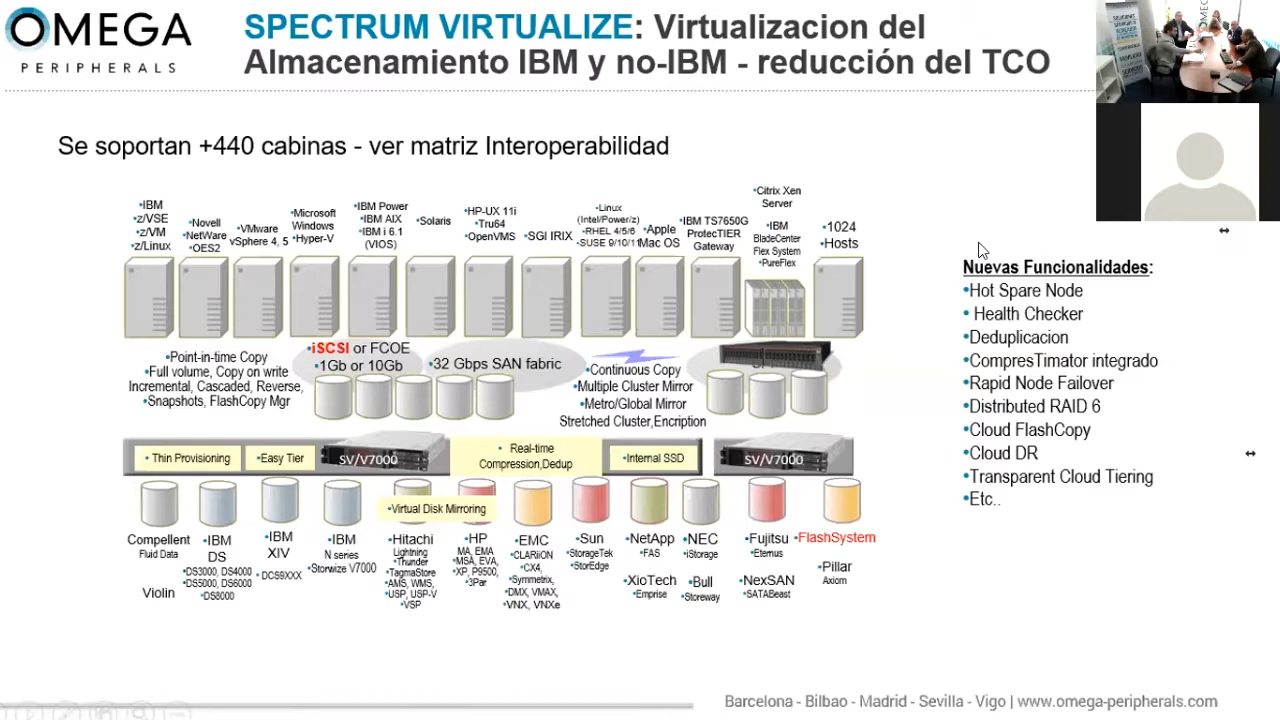 OMEGA
PERIPHERALS
SPECTRUM VIRTUALIZE: Virtualizacion del
Almacenamiento IBM y no-IBM - reducción del TCO
Se soportan +440 cabinas - ver matriz Interoperabilidad
•IBM
•z/VSE
•z/VM
•z/Linux
•Novell
•NetWare
•OES2
•VMware
vSphere 4, 5
•Microsoft
Windows
•Hyper-V
•IBM Power
•IBM AIX
•IBM i 6.1
(VIOS)
•Solaris
•HP-UX 11i
•Tru64
•OpenVMS
•SGI IRIX
•Linux
(Intel/Power/z)
•RHEL 4/5/6
•SUSE 9/10/11
•Apple
Mac OS
•IBM TS7650G
ProtecTIER
Gateway
•Citrix Xen
Server
•IBM
BladeCenter
Flex System
•PureFlex
•1024
•Hosts
•Point-in-time Copy
•Full volume, Copy on write
Incremental, Cascaded, Reverse,
•Snapshots, FlashCopy Mgr
•iSCSI or FCOE
•1Gb or 10Gb
•32 Gbps SAN fabric
•Continuous Copy
•Multiple Cluster Mirror
•Metro/Global Mirror
Stretched Cluster,Encription
• Thin Provisioning
•Easy Tier
SV/V7000
• Real-time
Compression,Dedup
•Internal SSD
SV/V7000
•Virtual Disk Mirroring
Compellent
Fluid Data
Violin
•IBM
DS
•DS3000, DS4000
•DS5000, DS6000
•DS8000
•IBM
XIV
• DCS9XXX
•IBM
N series
•Storwize V7000
•Hitachi
Lightning
•Thunder
•TagmaStore
•AMS, WMS,
•USP, USP-V
•VSP
•HP
MA, EMA
•MSA, EVA,
•XP, P9500,
•3Par
•EMC
•CLARiiON
•CX4,
•Symmetrix,
•DMX, VMAX,
•VNX, VNXe
•Sun
•StorageTek
•StorEdge
•NetApp
•FAS
•XioTech
•Emprise
•NEC
•iStorage
•Bull
•Storeway
•Fujitsu
•Eternus
•NexSAN
•SATABeast
•FlashSystem
•Pillar
Axiom
Nuevas Funcionalidades:
•Hot Spare Node
• Health Checker
•Deduplicacion
•CompresTimator integrado
•Rapid Node Failover
•Distributed RAID 6
•Cloud FlashCopy
•Cloud DR
•Transparent Cloud Tiering
•Etc..
Barcelona - Bilbao - Madrid - Sevilla - Vigo | www.omega-peripherals.com